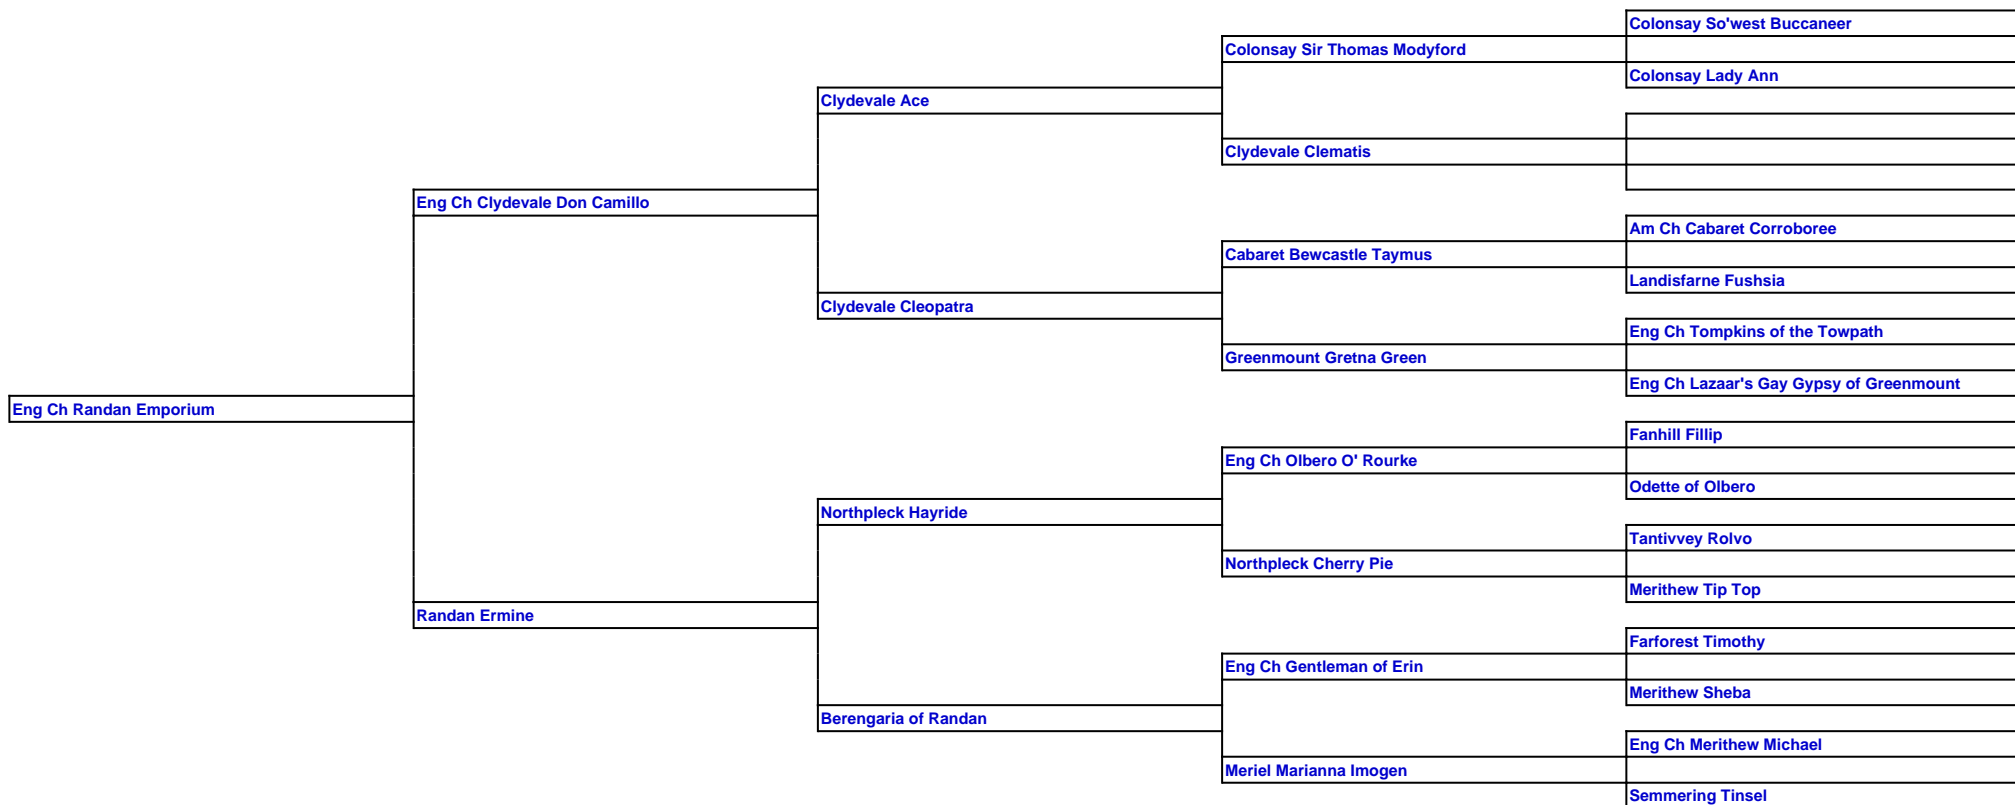 Colonsay So'west Buccaneer
Colonsay Sir Thomas Modyford
Colonsay Lady Ann
Clydevale Ace
Clydevale Clematis
Eng Ch Clydevale Don Camillo
Am Ch Cabaret Corroboree
Cabaret Bewcastle Taymus
Landisfarne Fushsia
Clydevale Cleopatra
Eng Ch Tompkins of the Towpath
Greenmount Gretna Green
Eng Ch Lazaar's Gay Gypsy of Greenmount
Eng Ch Randan Emporium
Fanhill Fillip
Eng Ch Olbero O' Rourke
Odette of Olbero
Northpleck Hayride
Tantivvey Rolvo
Northpleck Cherry Pie
Merithew Tip Top
Randan Ermine
Farforest Timothy
Eng Ch Gentleman of Erin
Merithew Sheba
Berengaria of Randan
Eng Ch Merithew Michael
Meriel Marianna Imogen
Semmering Tinsel